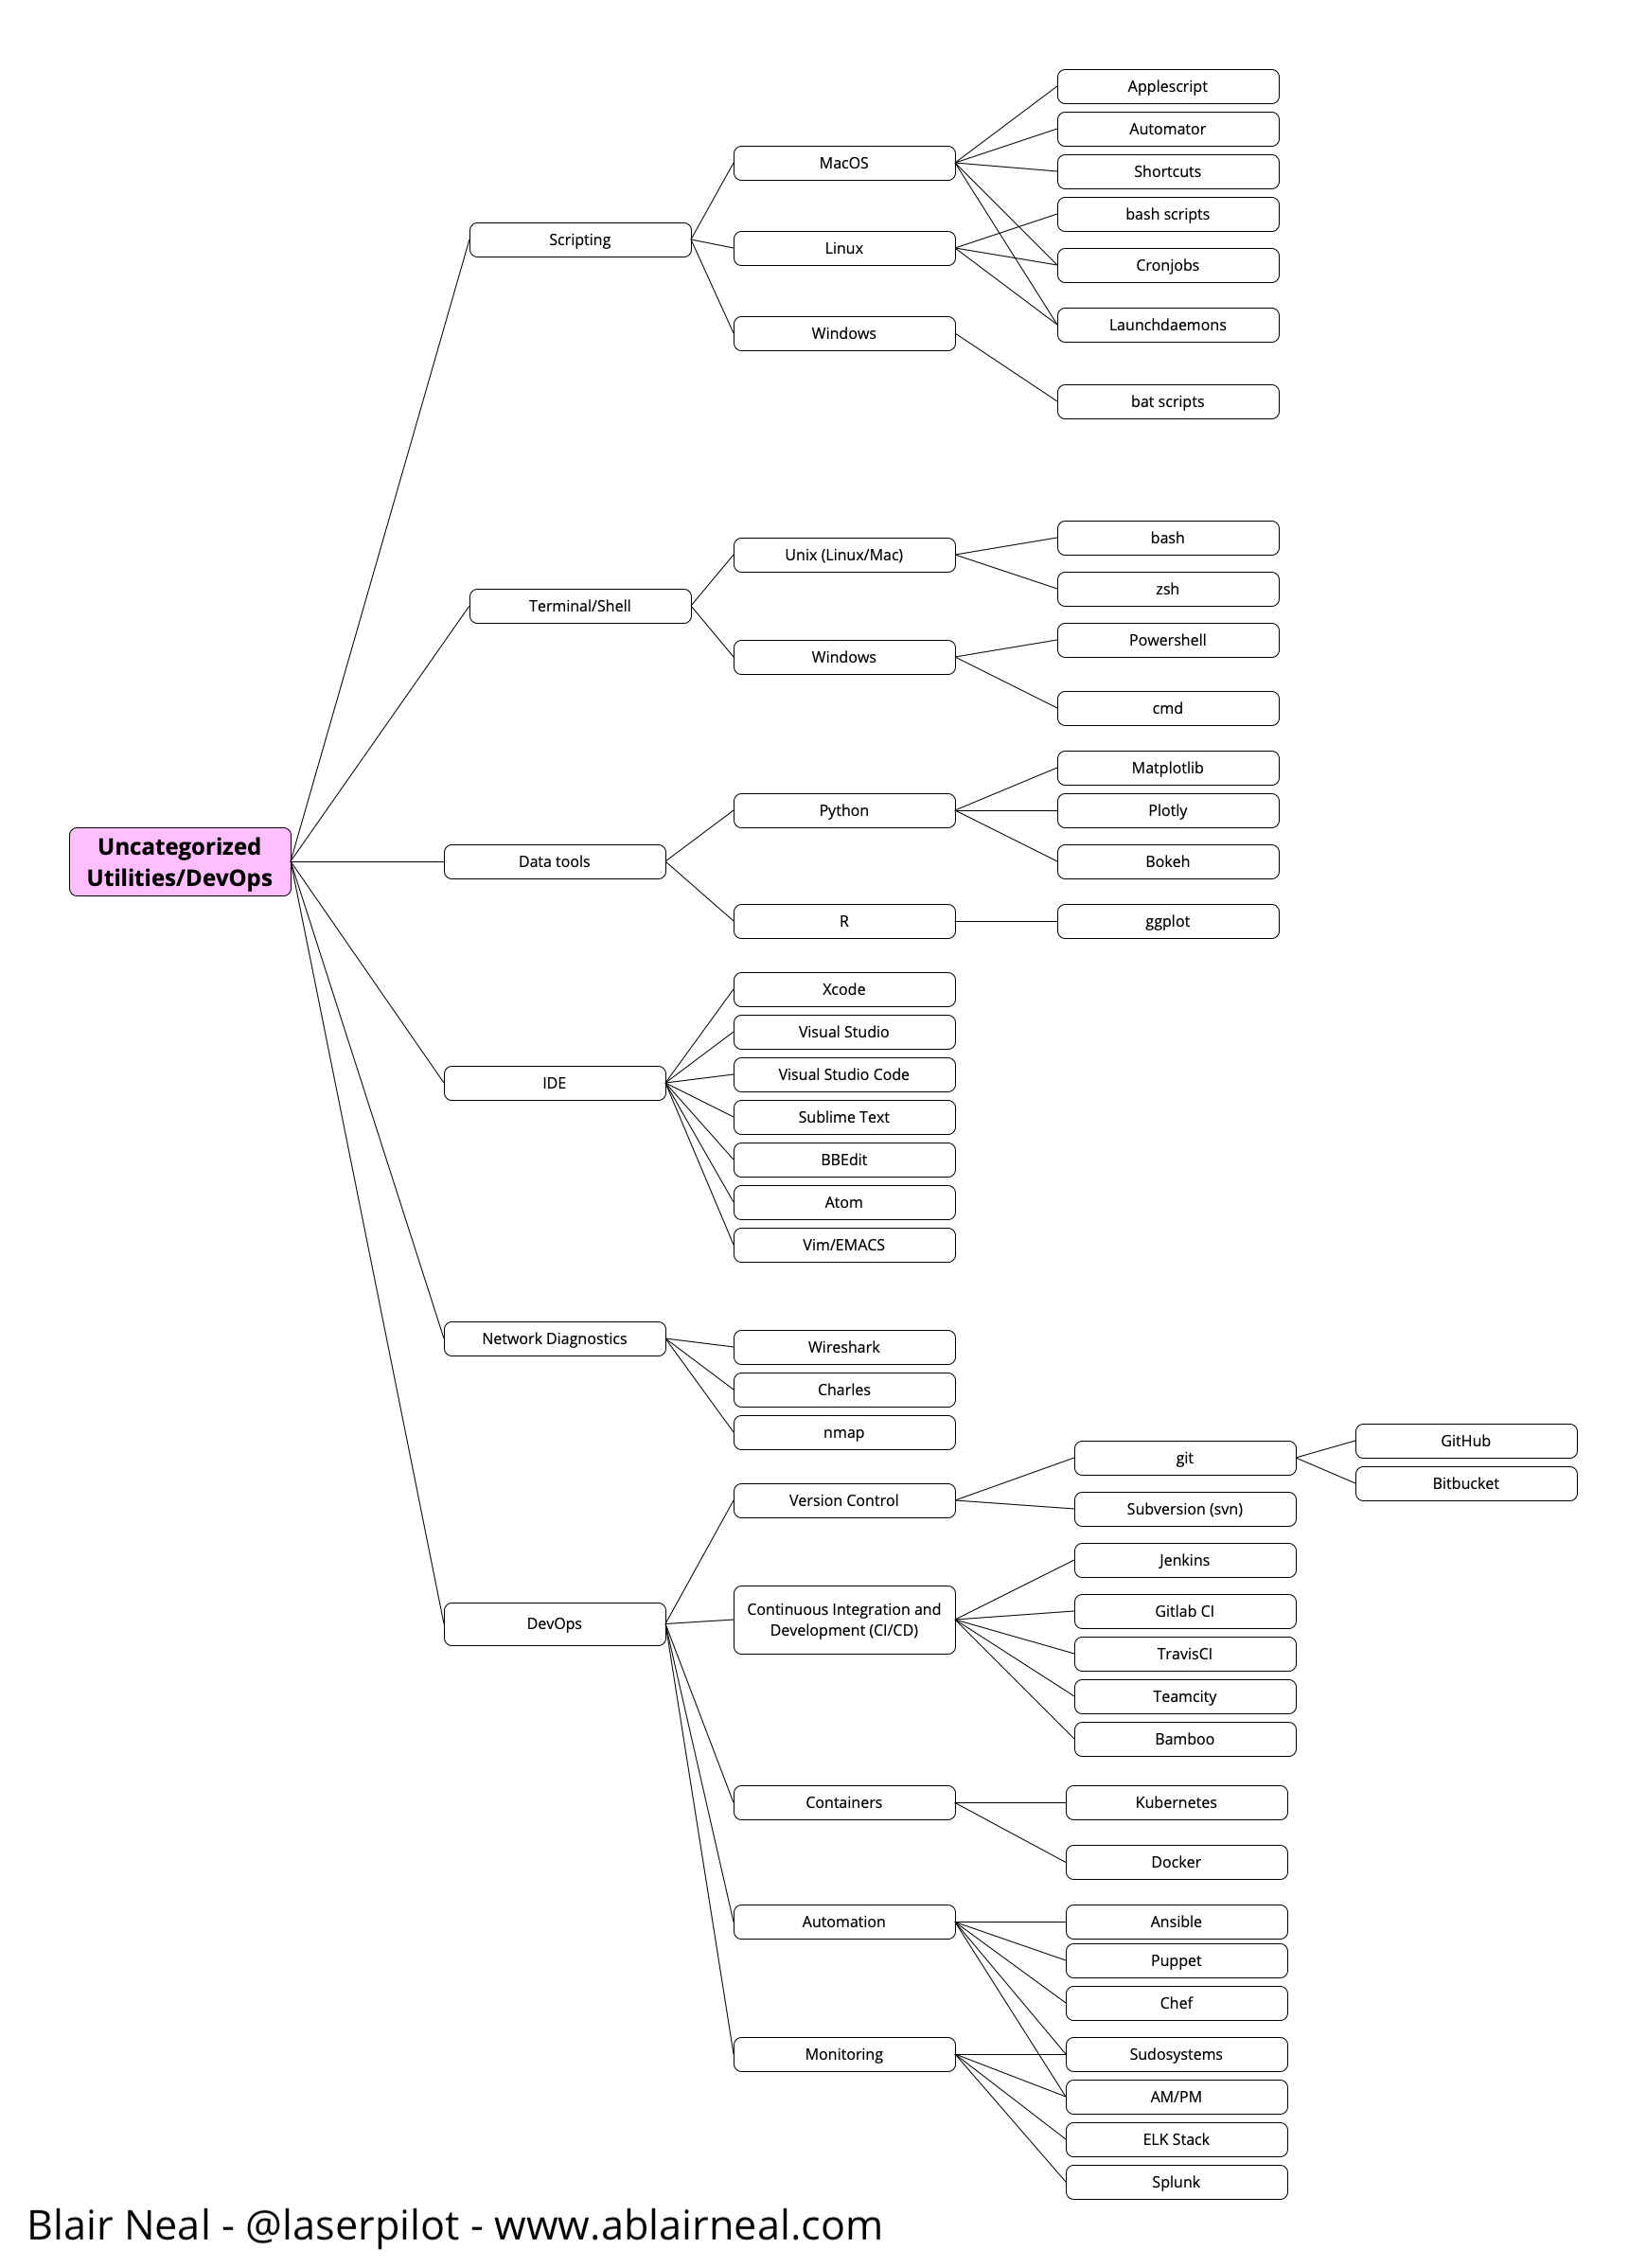 Uncategorized
Utilities/DevOps
Scripting
MacOS
Linux
Windows
Applescript
Automator
Shortcuts
bash scripts
Cronjobs
Launchdaemons
bat scripts
Terminal/Shell
Unix (Linux/Mac)
Windows
bash
zsh
Powershell
cmd
Data tools
Python
R
Matplotlib
Plotly
Bokeh
ggplot
IDE
Xcode
Visual Studio
Visual Studio Code
Sublime Text
BBEdit
Atom
Vim/EMACS
Network Diagnostics
Wireshark
Charles
nmap
DevOps
Version Control
git
GitHub
Bitbucket
Subversion (svn)
Continuous Integration and
Development (CI/CD)
Jenkins
Gitlab CI
TravisCI
Teamcity
Bamboo
Containers
Kubernetes
Docker
Automation
Ansible
Puppet
Chef
Monitoring
Sudosystems
AM/PM
ELK Stack
Splunk
Blair Neal - @laserpilot - www.ablairneal.com